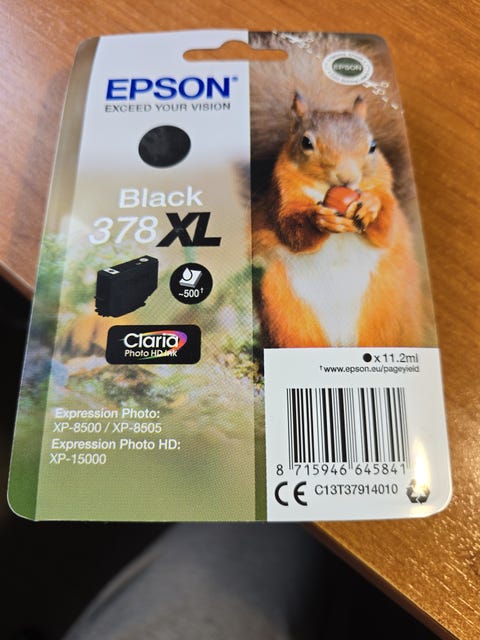 EPSON®
EXCEED YOUR VISION
EPSON
Black
378XL
~500†
Claria
Photo HD Ink
●x 11.2ml
†www.epson.eu/pageyield
Expression Photo:
XP-8500 / XP-8505
Expression Photo HD:
XP-15000
8 715946 645841
CE C13T37914010